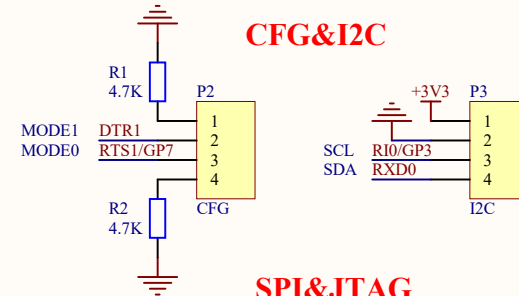 CFG&I2C
R1
4.7K
P2
1
2
3
4
CFG
MODE1 DTR1
MODE0 RTS1/GP7
R2
4.7K
+3V3
P3
1
2
3
4
I2C
SCL RI0/GP3
SDA RXD0
SPI&JTAG